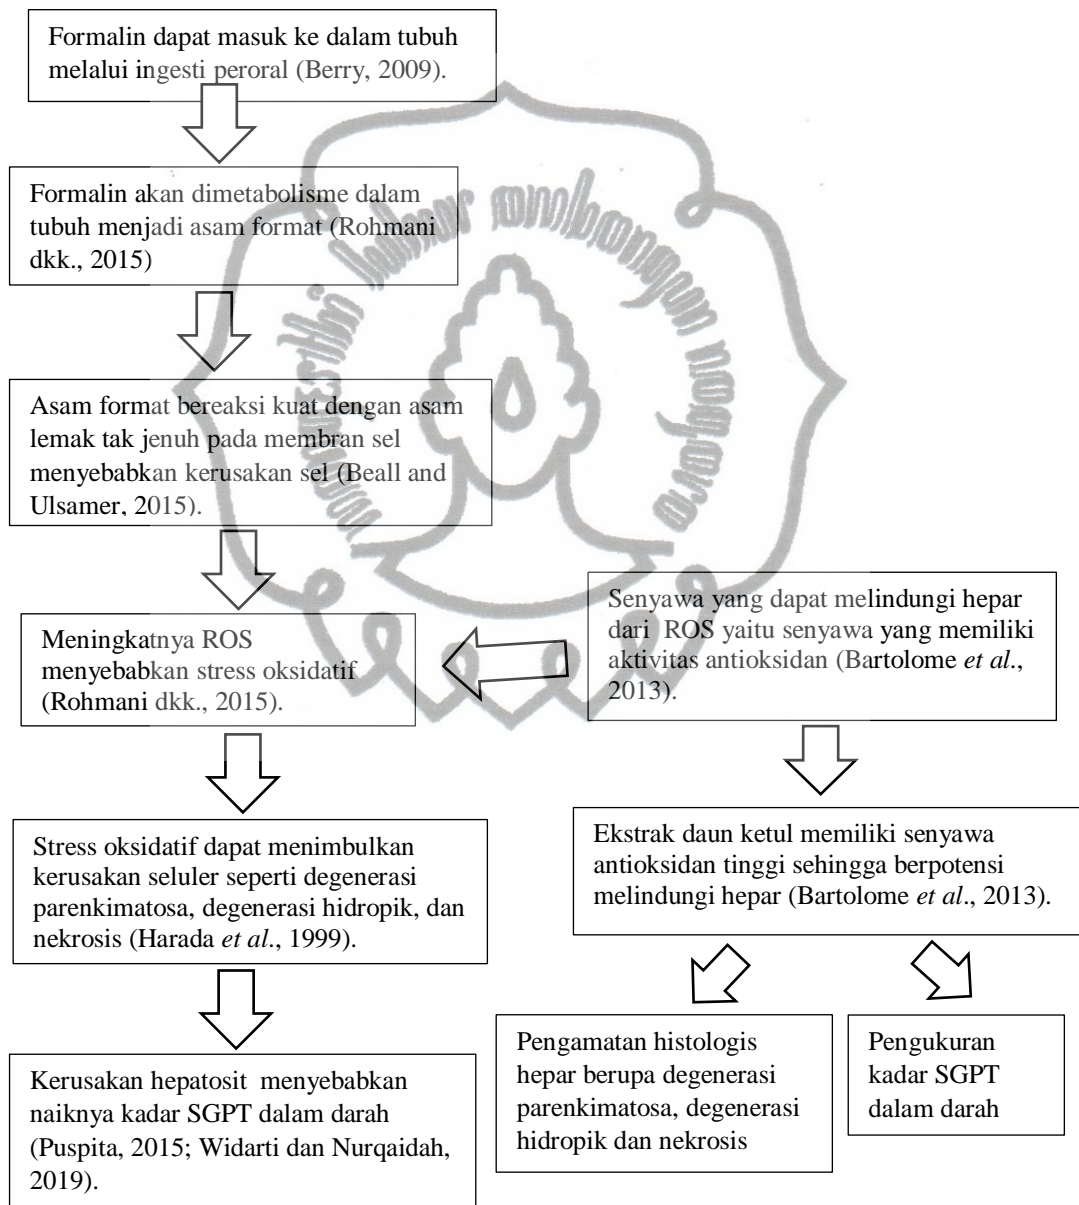 Formalin dapat masuk ke dalam tubuh
melalui ingesti peroral (Berry, 2009).
Formalin akan dimetabolisme dalam
tubuh menjadi asam format (Rohmani
dkk., 2015)
Asam format bereaksi kuat dengan asam
lemak tak jenuh pada membran sel
menyebabkan kerusakan sel (Beall and
Ulsamer, 2015).
Meningkatnya ROS
menyebabkan stress oksidatif
(Rohmani dkk., 2015).
Senyawa yang dapat melindungi hepar
dari  ROS yaitu senyawa yang memiliki
aktivitas antioksidan (Bartolome et al.,
2013).
Stress oksidatif dapat menimbulkan
kerusakan seluler seperti degenerasi
parenkimatosa, degenerasi hidropik, dan
nekrosis (Harada et al., 1999).
Ekstrak daun ketul memiliki senyawa
antioksidan tinggi sehingga berpotensi
melindungi hepar (Bartolome et al., 2013).
Kerusakan hepatosit  menyebabkan
naiknya kadar SGPT dalam darah
(Puspita, 2015; Widarti dan Nurqaidah,
2019).
Pengamatan histologis
hepar berupa degenerasi
parenkimatosa, degenerasi
hidropik dan nekrosis
Pengukuran
kadar SGPT
dalam darah